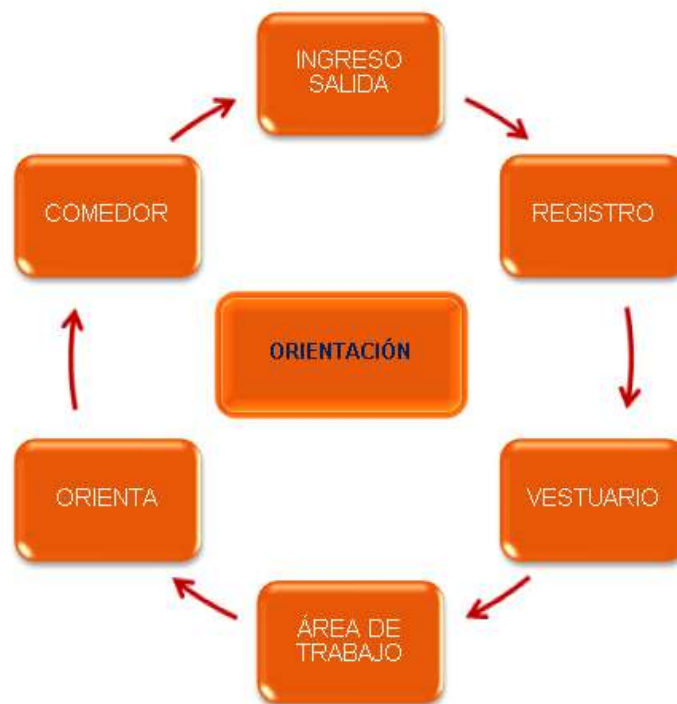 INGRESO
SALIDA
REGISTRO
VESTUARIO
ÁREA DE
TRABAJO
ORIENTA
COMEDOR
ORIENTACIÓN